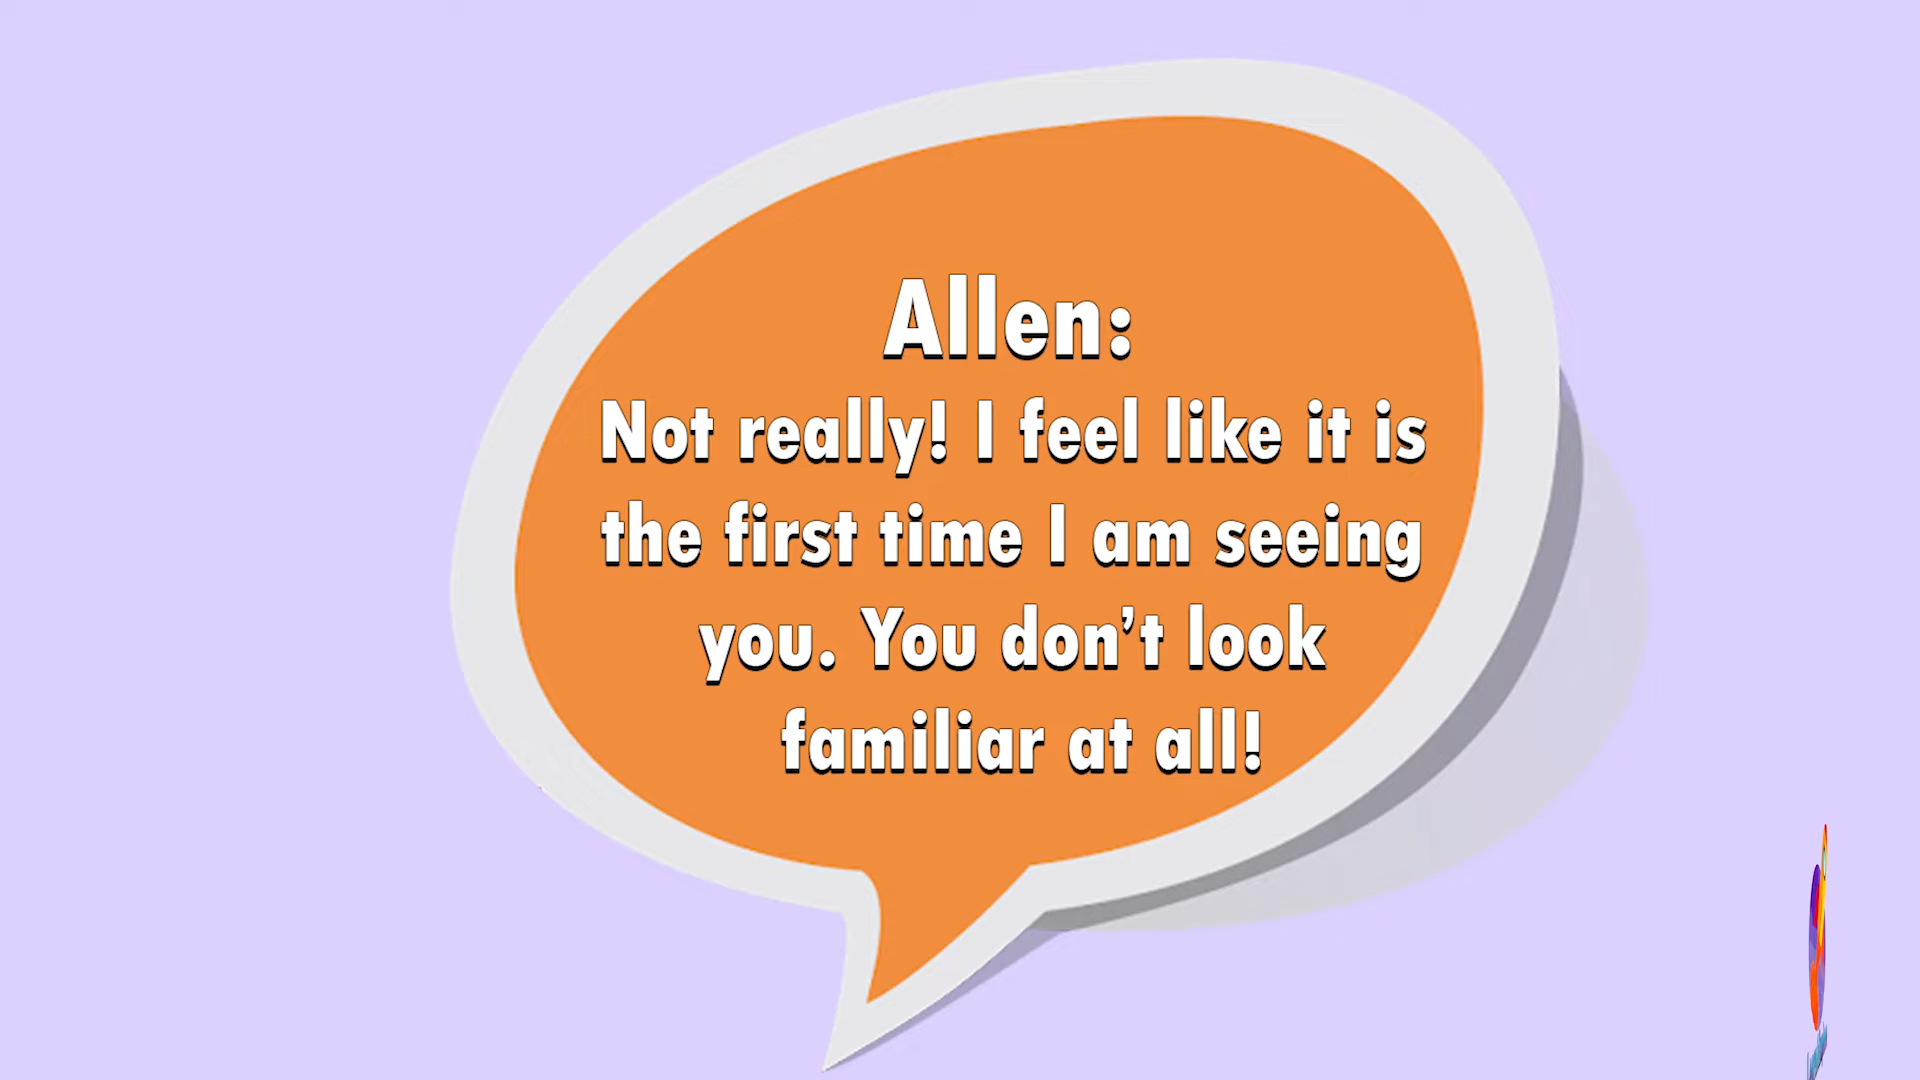 Allen:
Not really! I feel like it is
the first time I am seeing
you. You don’t look
familiar at all!